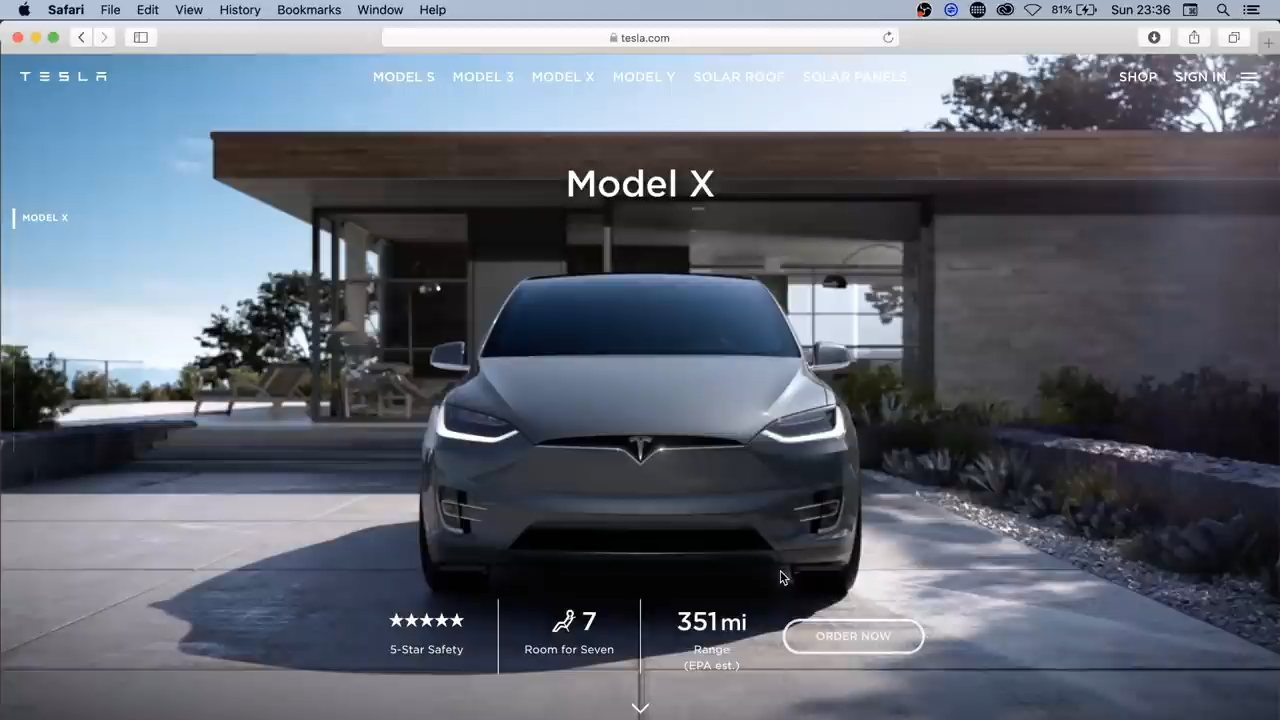 Safari File Edit View History Bookmarks Window Help 81% Sun 23:36
tesla.com
TESLA MODEL S MODEL 3 MODEL X MODEL Y SOLAR ROOF SOLAR PANELS SHOP SIGN IN
Model X
MODEL X
7
351 mi
ORDER NOW
5-Star Safety
Room for Seven
Range
(EPA est.)